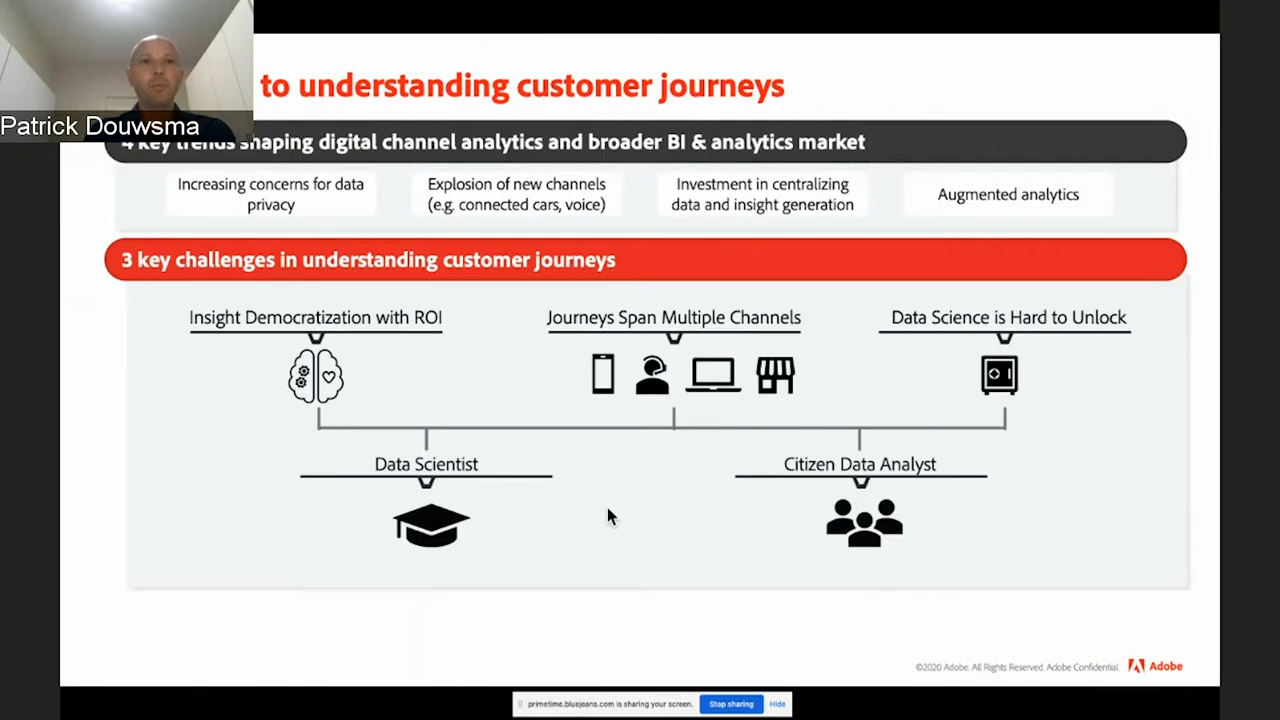 to understanding customer journeys
Patrick Douwsma
4 key trends shaping digital channel analytics and broader BI & analytics market
Increasing concerns for data
privacy
Explosion of new channels
(e.g. connected cars, voice)
Investment in centralizing
data and insight generation
Augmented analytics
3 key challenges in understanding customer journeys
Insight Democratization with ROI
Journeys Span Multiple Channels
Data Science is Hard to Unlock
Data Scientist
Citizen Data Analyst
©2020 Adobe. All Rights Reserved. Adobe Confidential.
Adobe
primetime.bluejeans.com is sharing your screen.
Stop sharing
Hide